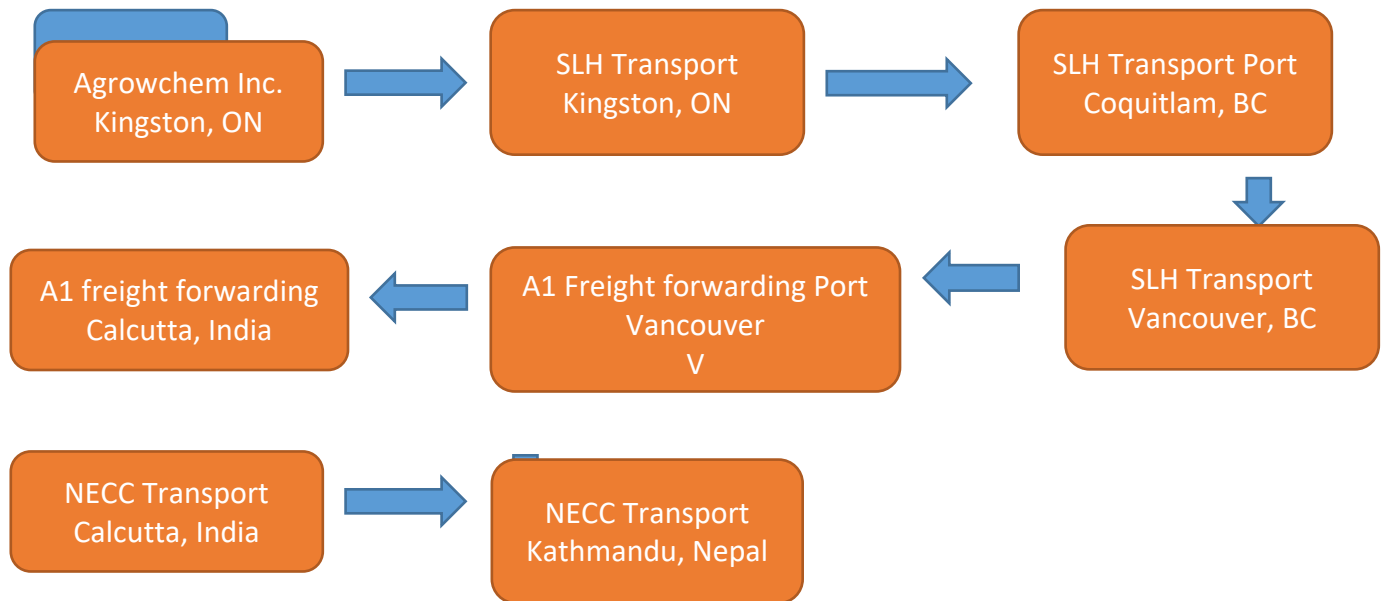 Agrowchem Inc.
Kingston, ON
SLH Transport
Kingston, ON
SLH Transport Port
Coquitlam, BC
SLH Transport
Vancouver, BC
A1 Freight forwarding Port
Vancouver
V
A1 freight forwarding
Calcutta, India
NECC Transport
Calcutta, India
NECC Transport
Kathmandu, Nepal